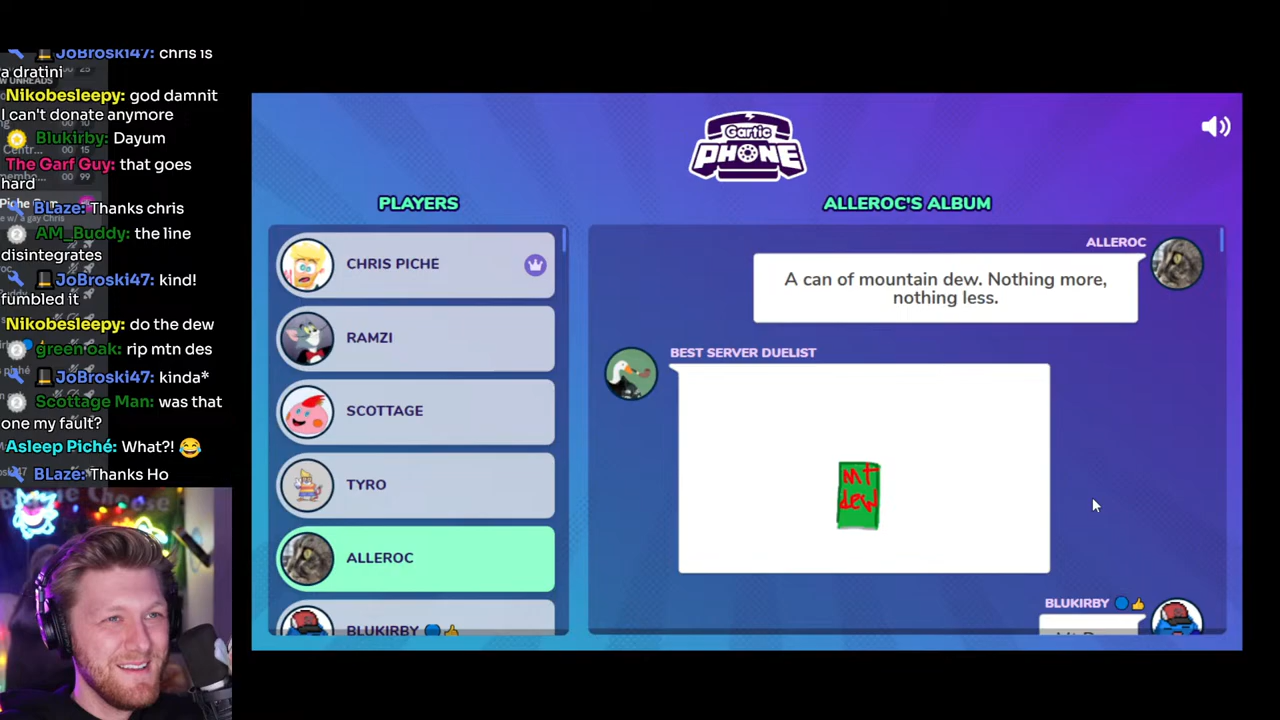 JoBroski47: chris is
a dratini
Nikobesleepy: god damnit
I can't donate anymore
Blukirby: Dayum
The Garf Guy: that goes
hard
BLaze: Thanks chris
AM_Buddy: the line
disintegrates
JoBroski47: kind!
fumbled it
Nikobesleepy: do the dew
green oak: rip mtn des
JoBroski47: kinda*
Scottage Man: was that
one my fault?
Asleep Piché: What?! 😂
BLaze: Thanks Ho
Gartic
PHONE
PLAYERS
CHRIS PICHE
RAMZI
SCOTTAGE
TYRO
ALLEROC
BLUKIRBY 🔵👍
ALLEROC'S ALBUM
ALLEROC
A can of mountain dew. Nothing more,
nothing less.
BEST SERVER DUELIST
mt
dew
BLUKIRBY 🔵👍